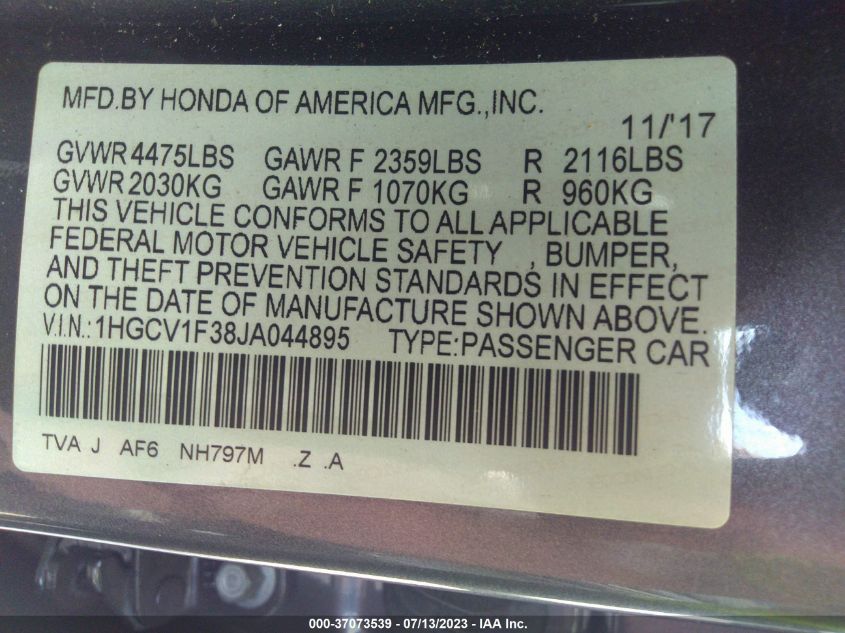 MFD.BY HONDA OF AMERICA MFG.,INC.
11/'17
GVWR 4475LBS GAWR F 2359LBS R 2116LBS
GVWR 2030KG GAWR F 1070KG R 960KG
THIS VEHICLE CONFORMS TO ALL APPLICABLE
FEDERAL MOTOR VEHICLE SAFETY , BUMPER,
AND THEFT PREVENTION STANDARDS IN EFFECT
ON THE DATE OF MANUFACTURE SHOWN ABOVE.
V.I.N.:1HGCV1F38JA044895 TYPE:PASSENGER CAR
TVA J AF6 NH797M .Z .A
000-37073539 - 07/13/2023 - IAA Inc.